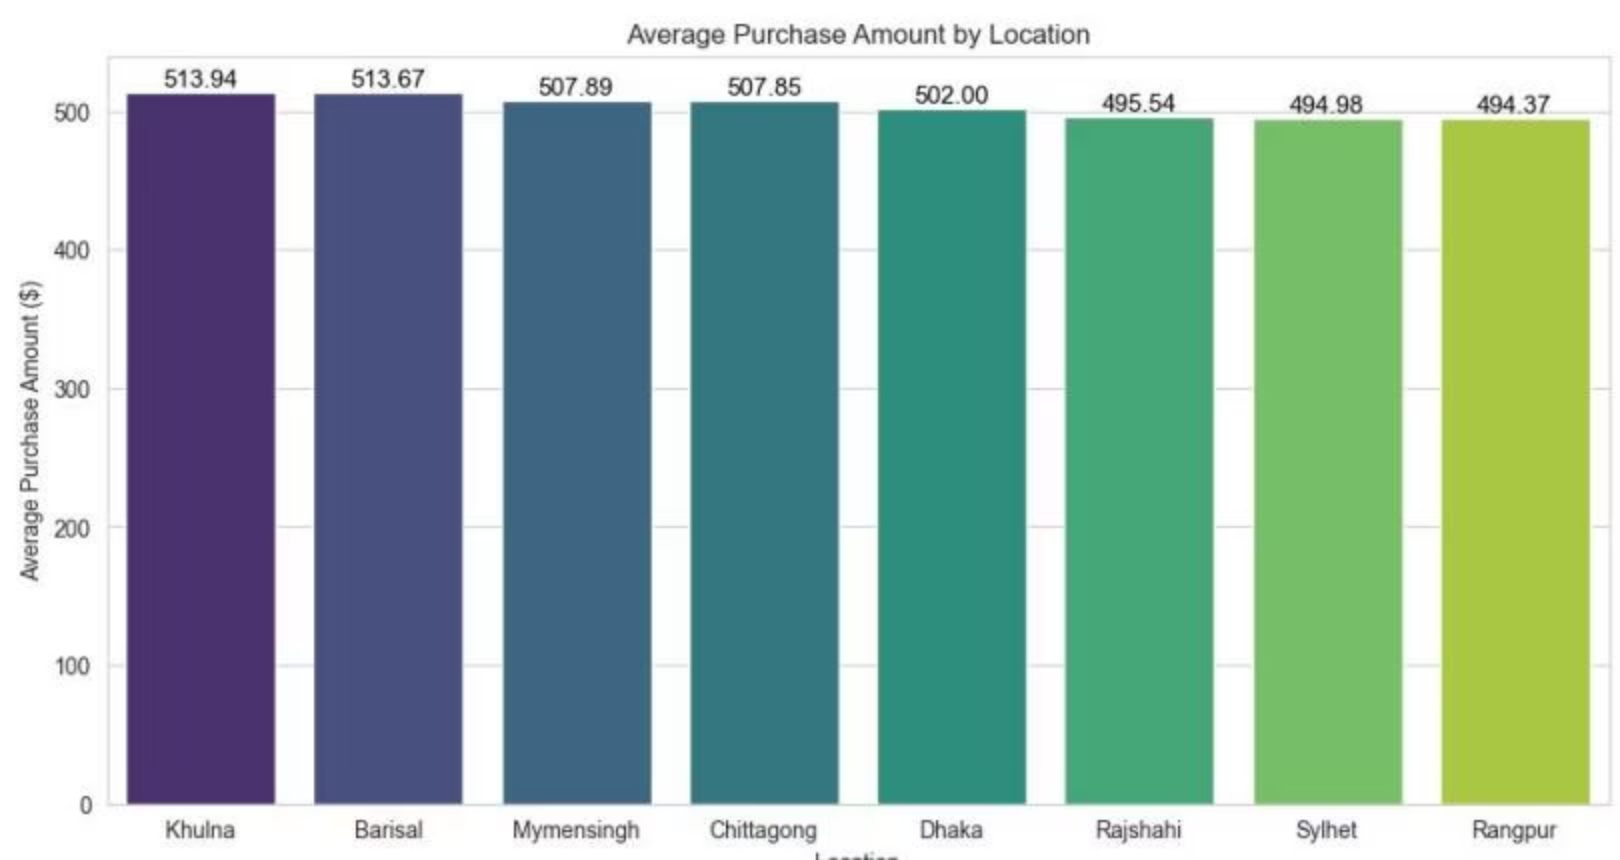 Average Purchase Amount by Location
513.94 513.67 507.89 507.85 502.00 495.54 494.98 494.37
500
400
300
200
100
0
Average Purchase Amount ($)
Khulna Barisal Mymensingh Chittagong Dhaka Rajshahi Sylhet Rangpur
Location